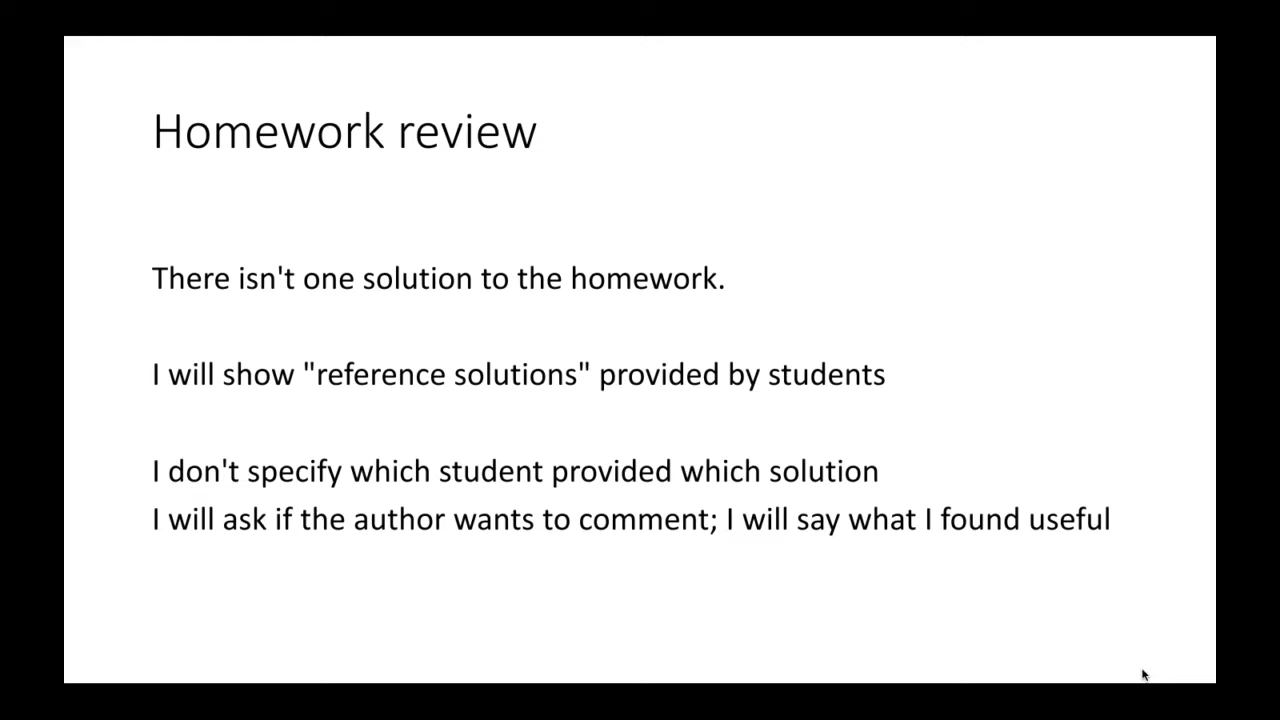 Homework review
There isn't one solution to the homework.
I will show "reference solutions" provided by students
I don't specify which student provided which solution
I will ask if the author wants to comment; I will say what I found useful